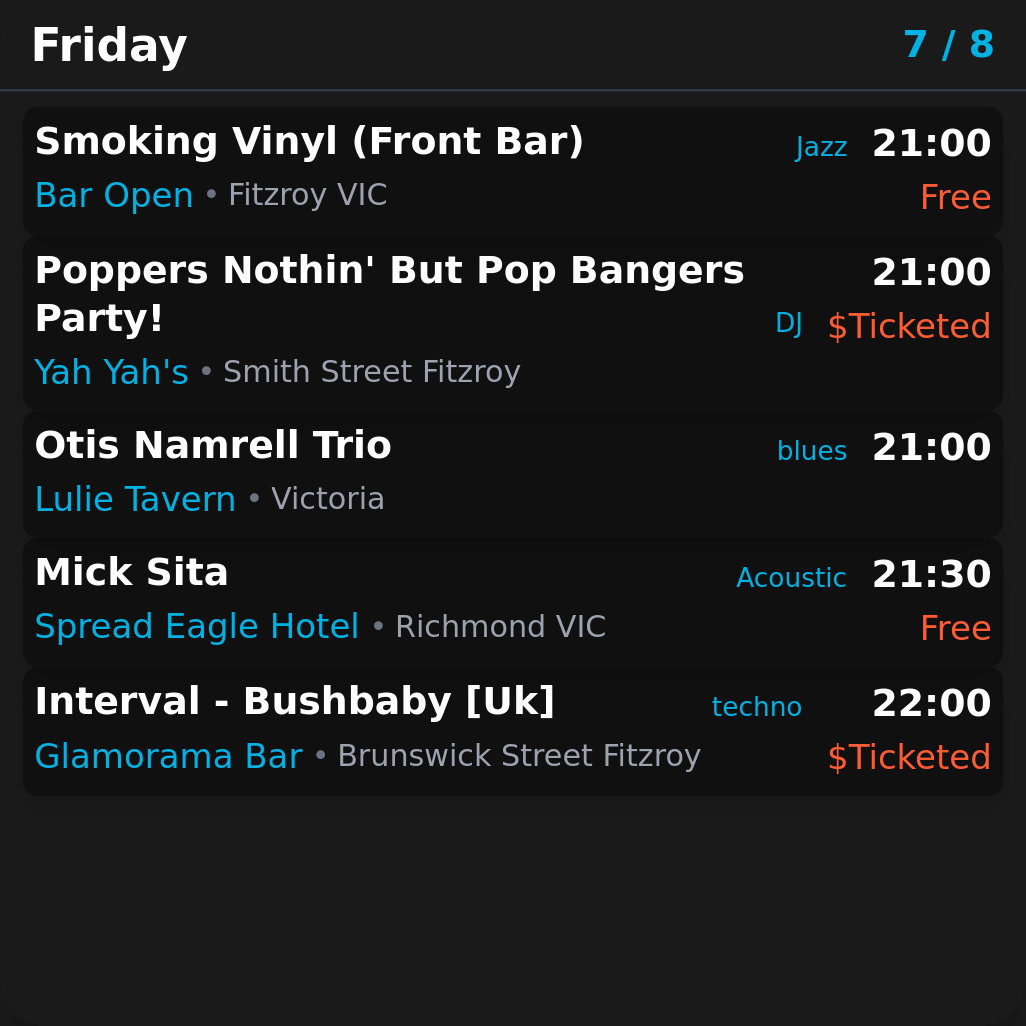 Friday 7 / 8
Smoking Vinyl (Front Bar) Jazz 21:00
Bar Open • Fitzroy VIC Free
Poppers Nothin' But Pop Bangers 21:00
Party! DJ $Ticketed
Yah Yah's • Smith Street Fitzroy
Otis Namrell Trio blues 21:00
Lulie Tavern • Victoria
Mick Sita Acoustic 21:30
Spread Eagle Hotel • Richmond VIC Free
Interval - Bushbaby [Uk] techno 22:00
Glamorama Bar • Brunswick Street Fitzroy $Ticketed